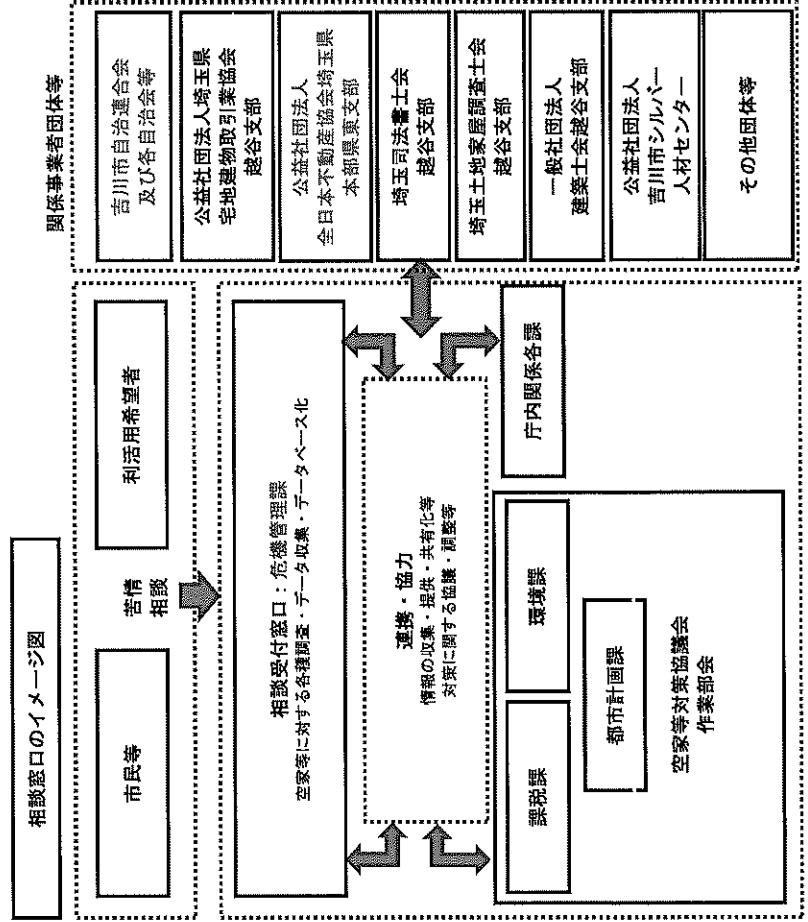 相談窓口のイメージ図
市民等
苦情
相談
利活用希望者
相談受付窓口:危機管理課
空家等に対する各種調査・データ収集・データベース化
連携・協力
情報の収集・提供・共有化等
対策に関する協議・調整等
課税課
環境課
都市計画課
空家等対策協議会
作業部会
庁内関係各課
関係事業者団体等
吉川市自治連合会
及び各自治会等
公益社団法人埼玉県
宅地建物取引業協会
越谷支部
公益社団法人
全日本不動産協会埼玉県
本部県東支部
埼玉司法書士会
越谷支部
埼玉土地家屋調査士会
越谷支部
一般社団法人
建築士会越谷支部
公益社団法人
吉川市シルバー
人材センター
その他団体等